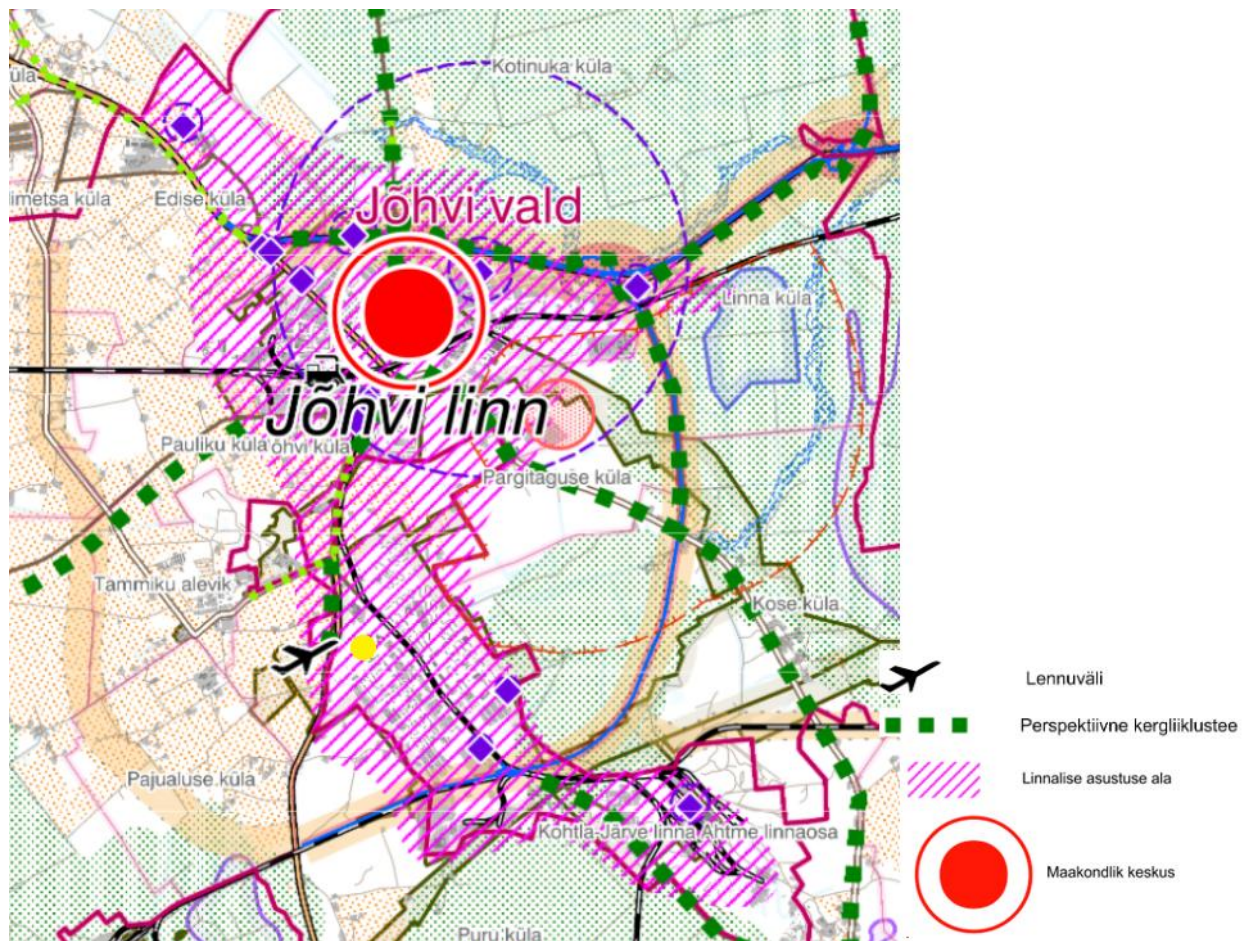 Kotinuka küla
üla
Jõhvi vald
imetsa küla
Edise küla
Linna küla
Jõhvi linn
Pauliku küla
õhvi küla
Pargitaguse küla
Tammiku alevik
Kose küla
Lennuväli
Perspektiivne kergliiklustee
Pajualuse küla
Linnalise asustuse ala
Kohtla-Järve linna Ahtme linnaosa
Maakondlik keskus
Puru küla